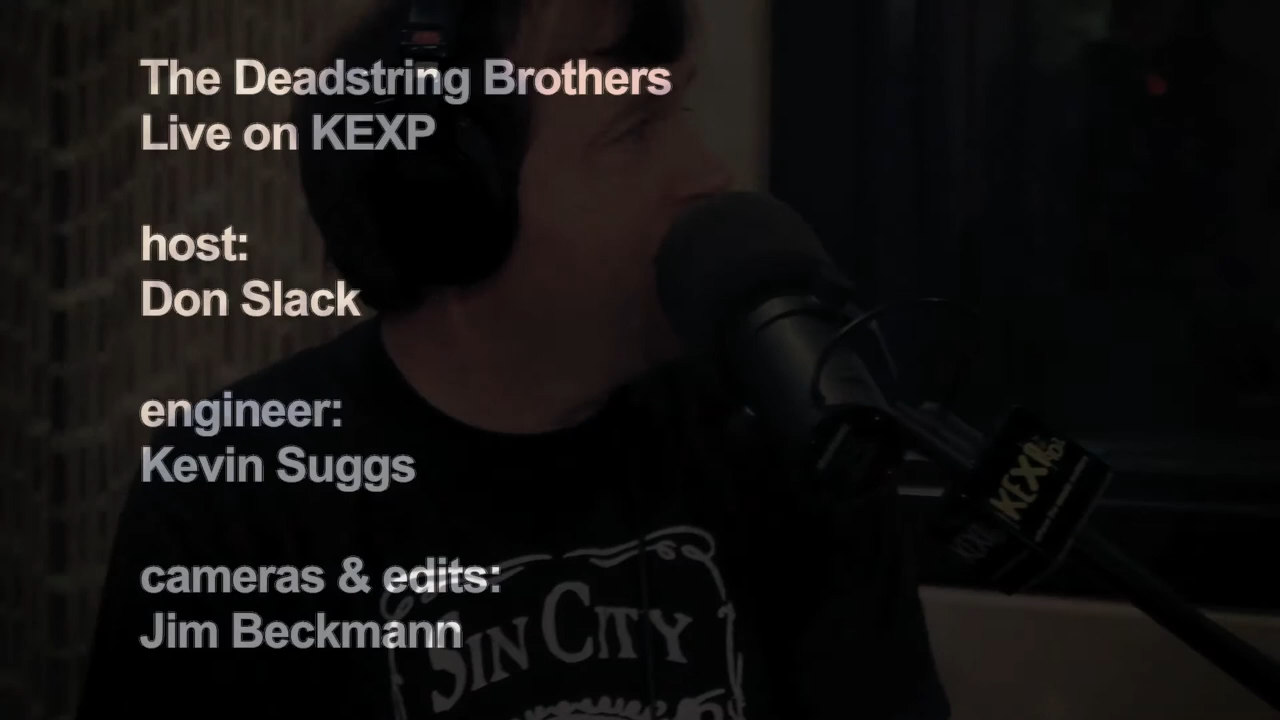 The Deadstring Brothers
Live on KEXP
host:
Don Slack
engineer:
Kevin Suggs
cameras & edits:
Jim Beckmann
SIN CITY
KEXP